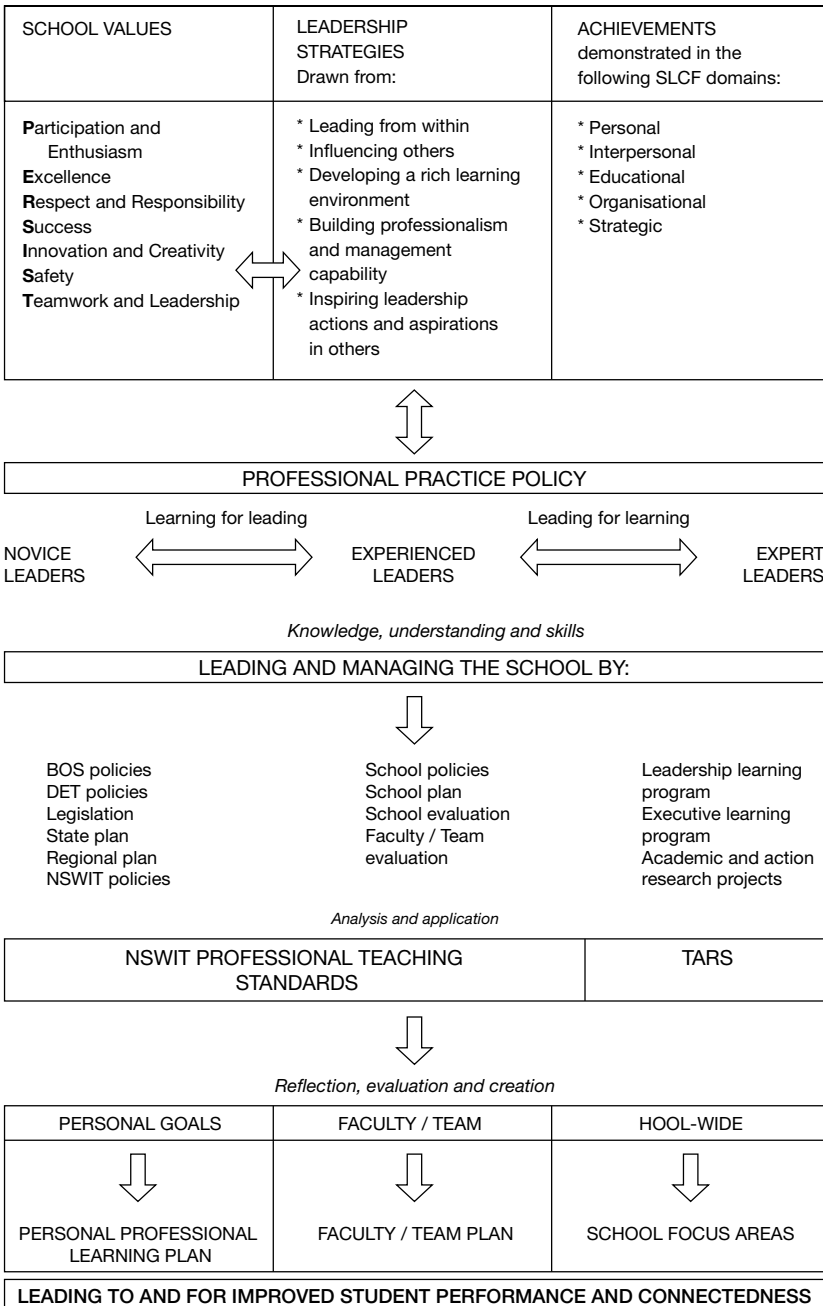 SCHOOL VALUES
LEADERSHIP
STRATEGIES
Drawn from:
ACHIEVEMENTS
demonstrated in the
following SLCF domains:
Participation and
Enthusiasm
Excellence
Respect and Responsibility
Success
Innovation and Creativity
Safety
Teamwork and Leadership
* Leading from within
* Influencing others
* Developing a rich learning
environment
* Building professionalism
and management
capability
* Inspiring leadership
actions and aspirations
in others
* Personal
* Interpersonal
* Educational
* Organisational
* Strategic
PROFESSIONAL PRACTICE POLICY
Learning for leading
Leading for learning
NOVICE
LEADERS
EXPERIENCED
LEADERS
EXPERT
LEADERS
Knowledge, understanding and skills
LEADING AND MANAGING THE SCHOOL BY:
BOS policies
DET policies
Legislation
State plan
Regional plan
NSWIT policies
School policies
School plan
School evaluation
Faculty / Team
evaluation
Leadership learning
program
Executive learning
program
Academic and action
research projects
Analysis and application
NSWIT PROFESSIONAL TEACHING
STANDARDS
TARS
Reflection, evaluation and creation
PERSONAL GOALS
FACULTY / TEAM
HOOL-WIDE
PERSONAL PROFESSIONAL
LEARNING PLAN
FACULTY / TEAM PLAN
SCHOOL FOCUS AREAS
LEADING TO AND FOR IMPROVED STUDENT PERFORMANCE AND CONNECTEDNESS